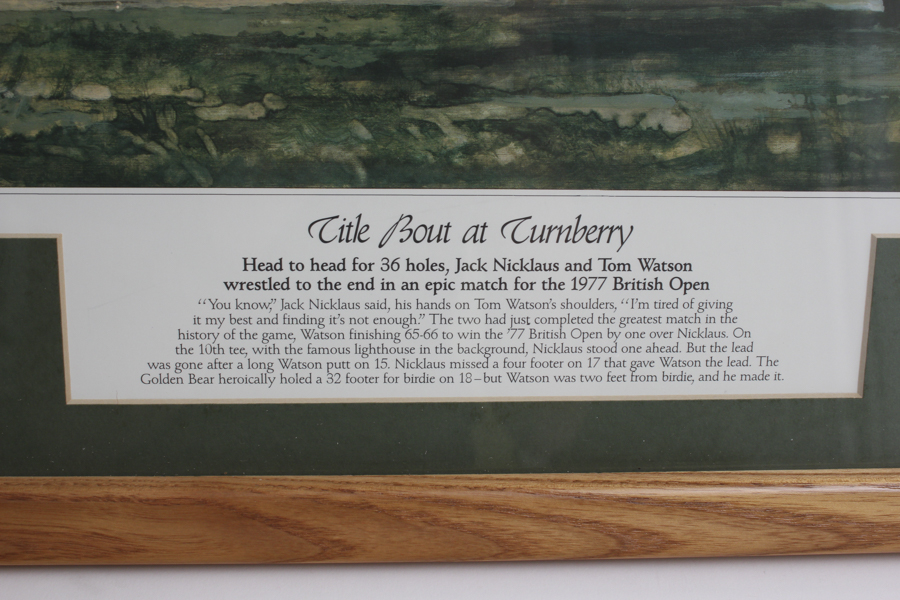 Title Bout at Turnberry
Head to head for 36 holes, Jack Nicklaus and Tom Watson
wrestled to the end in an epic match for the 1977 British Open
“You know,” Jack Nicklaus said, his hands on Tom Watson's shoulders, “I'm tired of giving
it my best and finding it's not enough.” The two had just completed the greatest match in the
history of the game, Watson finishing 65-66 to win the '77 British Open by one over Nicklaus. On
the 10th tee, with the famous lighthouse in the background, Nicklaus stood one ahead. But the lead
was gone after a long Watson putt on 15. Nicklaus missed a four footer on 17 that gave Watson the lead. The
Golden Bear heroically holed a 32 footer for birdie on 18–but Watson was two feet from birdie, and he made it.